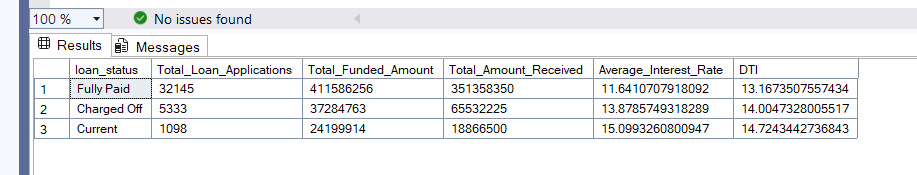 100 % No issues found
Results Messages
loan_status Total_Loan_Applications Total_Funded_Amount Total_Amount_Received Average_Interest_Rate DTI
1 Fully Paid 32145 411586256 351358350 11.6410707918092 13.1673507557434
2 Charged Off 5333 37284763 65532225 13.8785749318289 14.0047328005517
3 Current 1098 24199914 18866500 15.0993260800947 14.7243442736843